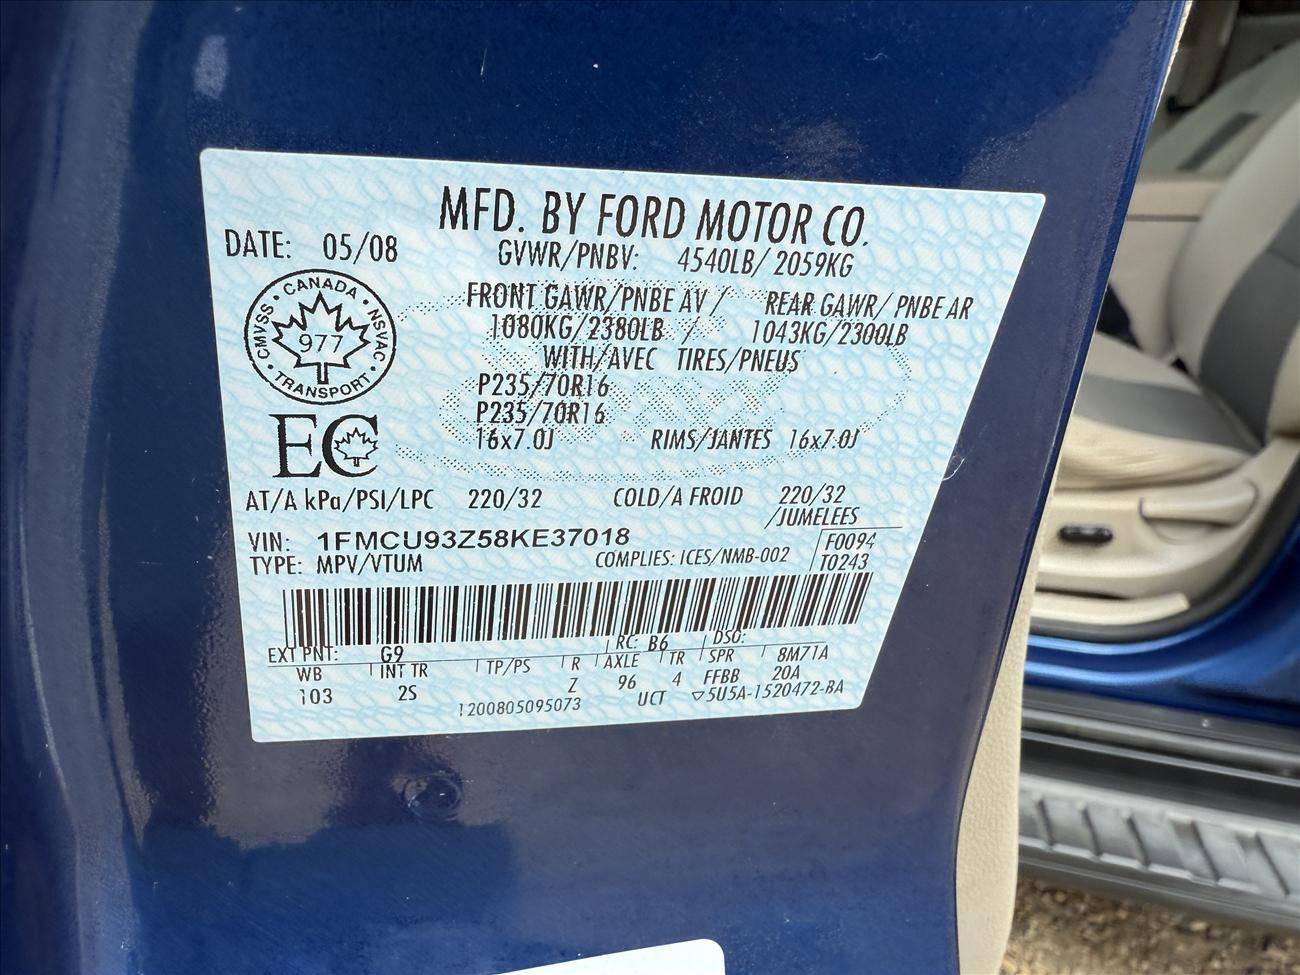 MFD. BY FORD MOTOR CO.
DATE: 05/08 GVWR/PNBV: 4540LB/ 2059KG
FRONT GAWR/PNBE AV / REAR GAWR/ PNBE AR
1080KG/2380LB / 1043KG/2300LB
WITH/AVEC TIRES/PNEUS
CMVSS · CANADA · NSVAC · TRANSPORT ·
977
P235/70R16
P235/70R16
16x7.0J RIMS/JANTES 16x7.0J
EC
AT/A kPa/PSI/LPC 220/32 COLD/A FROID 220/32
/JUMELEES
VIN: 1FMCU93Z58KE37018 F0094
TYPE: MPV/VTUM COMPLIES: ICES/NMB-002 T0243
EXT PNT: G9 RC: B6 DSO:
WB INT TR TP/PS R AXLE TR SPR 8M71A
103 2S Z 96 4 FFBB 20A
1200805095073 UCT ▽5U5A-1520472-BA